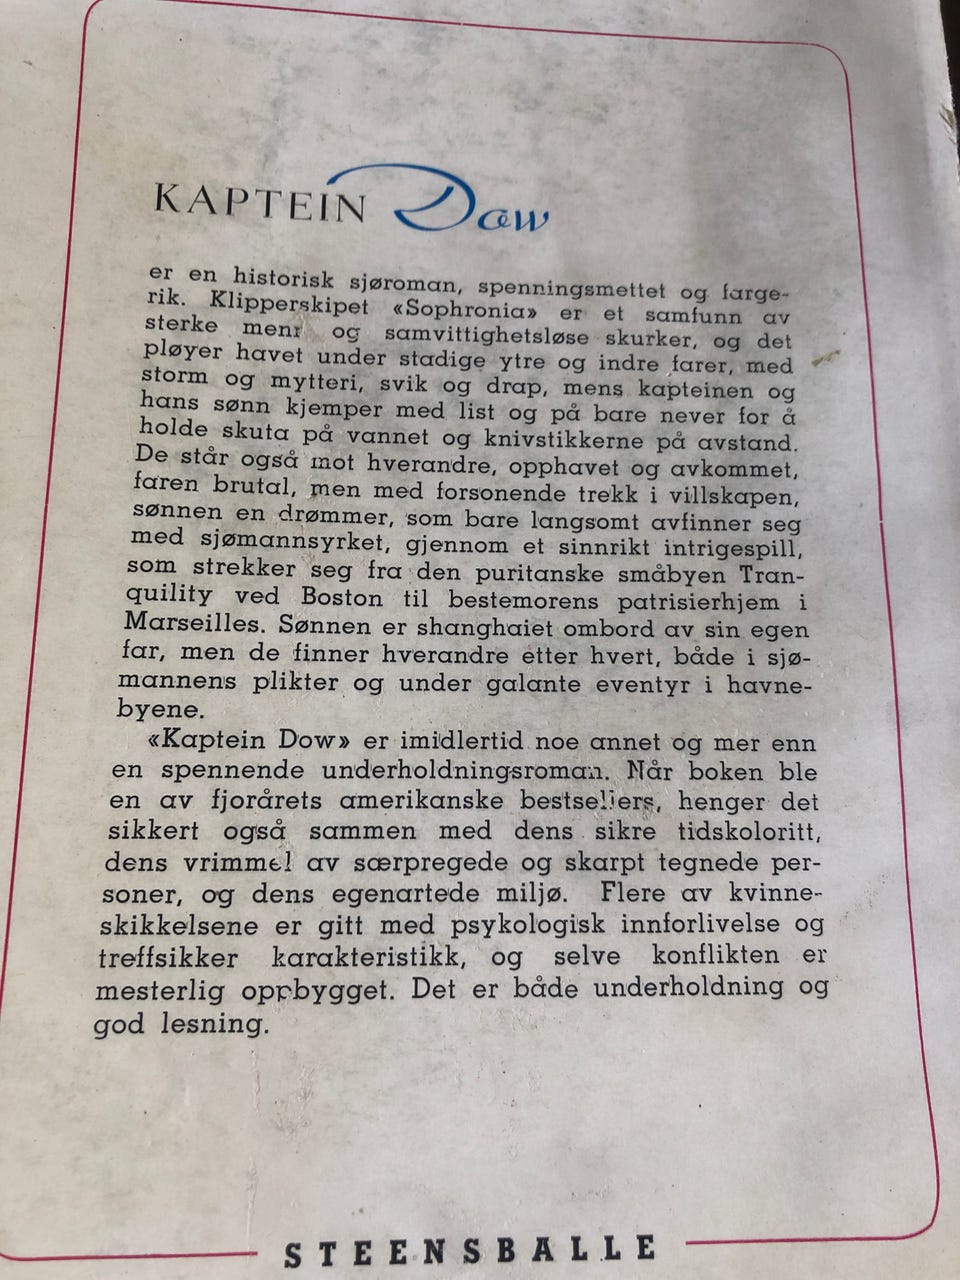 KAPTEIN Dow
er en historisk sjøroman, spenningsmettet og farge-
rik. Klipperskipet «Sophronia» er et samfunn av
sterke menn og samvittighetsløse skurker, og det
pløyer havet under stadige ytre og indre farer, med
storm og mytteri, svik og drap, mens kapteinen og
hans sønn kjemper med list og på bare never for å
holde skuta på vannet og knivstikkerne på avstand.
De står også mot hverandre, opphavet og avkommet,
faren brutal, men med forsonende trekk i villskapen,
sønnen en drømmer, som bare langsomt avfinner seg
med sjømannsyrket, gjennom et sinnrikt intrigespill,
som strekker seg fra den puritanske småbyen Tran-
quility ved Boston til bestemorens patrisierhjem i
Marseilles. Sønnen er shanghaiet ombord av sin egen
far, men de finner hverandre etter hvert, både i sjø-
mannens plikter og under galante eventyr i havne-
byene.
«Kaptein Dow» er imidlertid noe annet og mer enn
en spennende underholdningsroman. Når boken ble
en av fjorårets amerikanske bestsellers, henger det
sikkert også sammen med dens sikre tidskoloritt,
dens vrimmel av særpregede og skarpt tegnede per-
soner, og dens egenartede miljø. Flere av kvinne-
skikkelsene er gitt med psykologisk innforlivelse og
treffsikker karakteristikk, og selve konflikten er
mesterlig oppbygget. Det er både underholdning og
god lesning.
STEENSBALLE